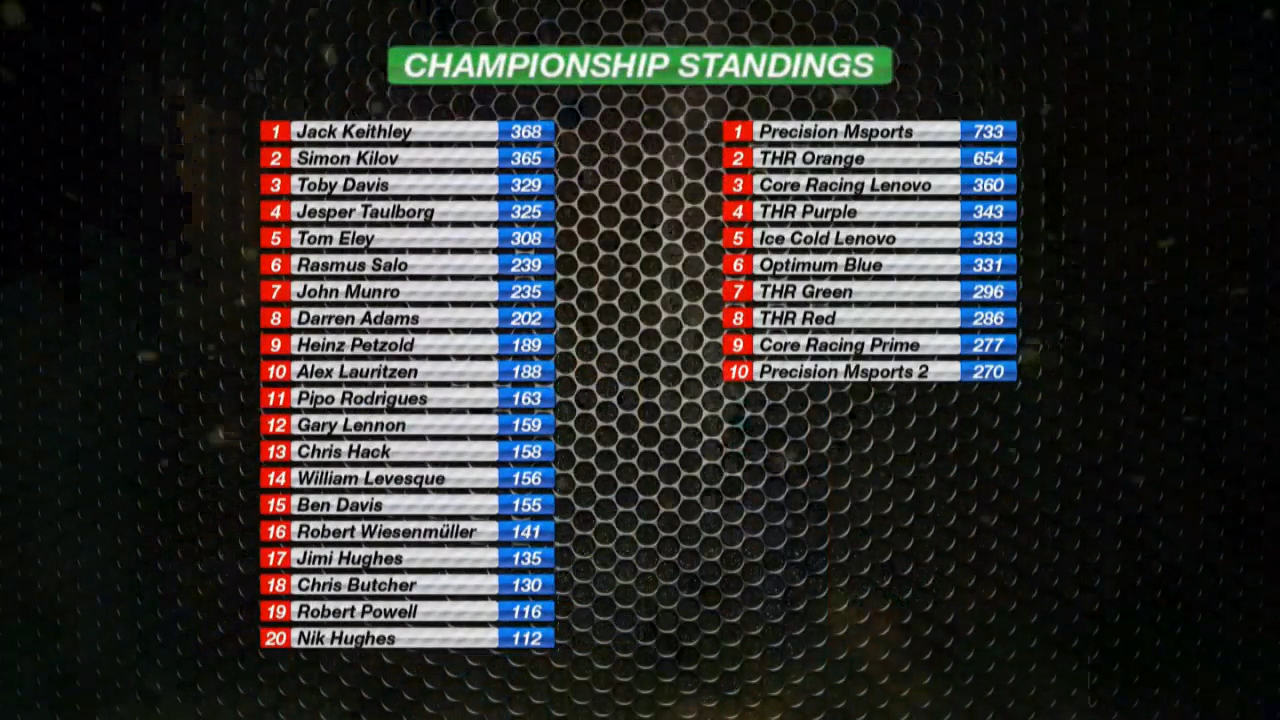 CHAMPIONSHIP STANDINGS
1 Jack Keithley 368
2 Simon Kilov 365
3 Toby Davis 329
4 Jesper Taulborg 325
5 Tom Eley 308
6 Rasmus Salo 239
7 John Munro 235
8 Darren Adams 202
9 Heinz Petzold 189
10 Alex Lauritzen 188
11 Pipo Rodrigues 163
12 Gary Lennon 159
13 Chris Hack 158
14 William Levesque 156
15 Ben Davis 155
16 Robert Wiesenmüller 141
17 Jimi Hughes 135
18 Chris Butcher 130
19 Robert Powell 116
20 Nik Hughes 112
1 Precision Msports 733
2 THR Orange 654
3 Core Racing Lenovo 360
4 THR Purple 343
5 Ice Cold Lenovo 333
6 Optimum Blue 331
7 THR Green 296
8 THR Red 286
9 Core Racing Prime 277
10 Precision Msports 2 270